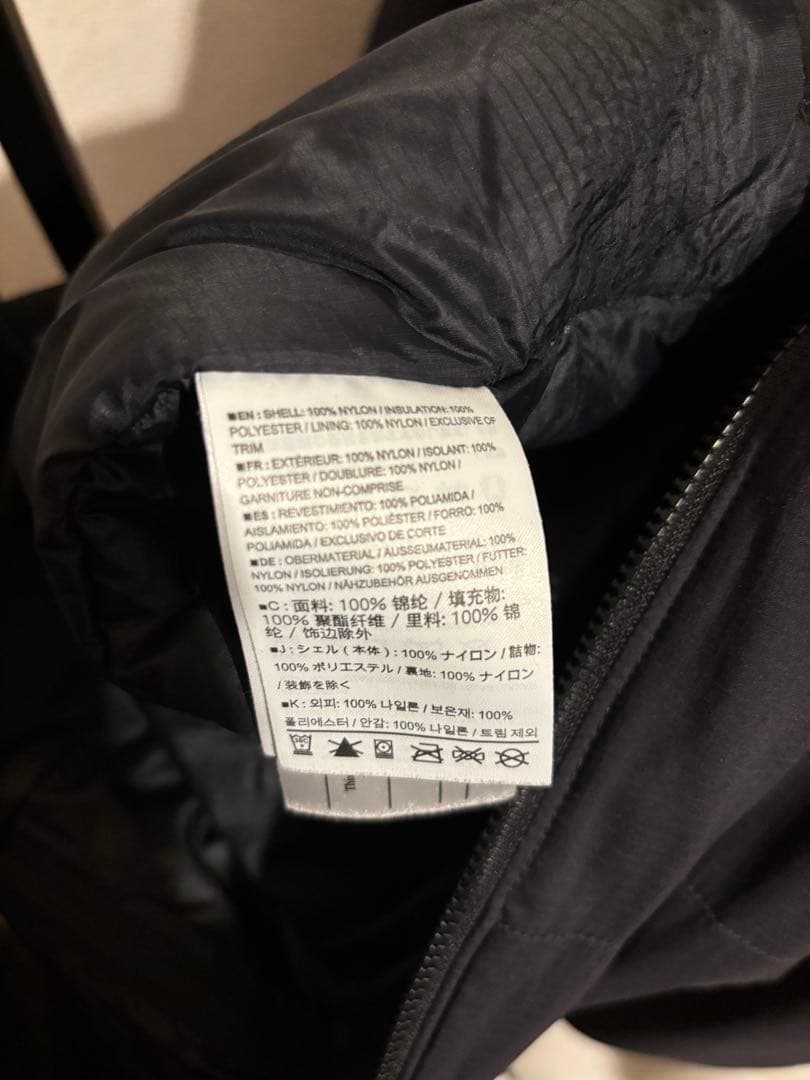 ■EN : SHELL: 100% NYLON / INSULATION: 100%
POLYESTER / LINING: 100% NYLON / EXCLUSIVE OF
TRIM
■FR : EXTÉRIEUR: 100% NYLON / ISOLANT: 100%
POLYESTER / DOUBLURE: 100% NYLON /
GARNITURE NON-COMPRISE
■ES : REVESTIMIENTO: 100% POLIAMIDA /
AISLAMIENTO: 100% POLIÉSTER / FORRO: 100%
POLIAMIDA / EXCLUSIVO DE CORTE
■DE : OBERMATERIAL / AUSSEUMATERIAL: 100%
NYLON / ISOLIERUNG: 100% POLYESTER / FUTTER:
100% NYLON / NÄHZUBEHÖR AUSGENOMMEN
■C : 面料: 100% 锦纶 / 填充物:
100% 聚酯纤维 / 里料: 100% 锦
纶 / 饰边除外
■J : シェル ( 本体 ) : 100% ナイロン / 詰物:
100% ポリエステル / 裏地: 100% ナイロン
/ 装飾を除く
■K : 외피: 100% 나일론 / 보온재: 100%
폴리에스터 / 안감: 100% 나일론 / 트림 제외